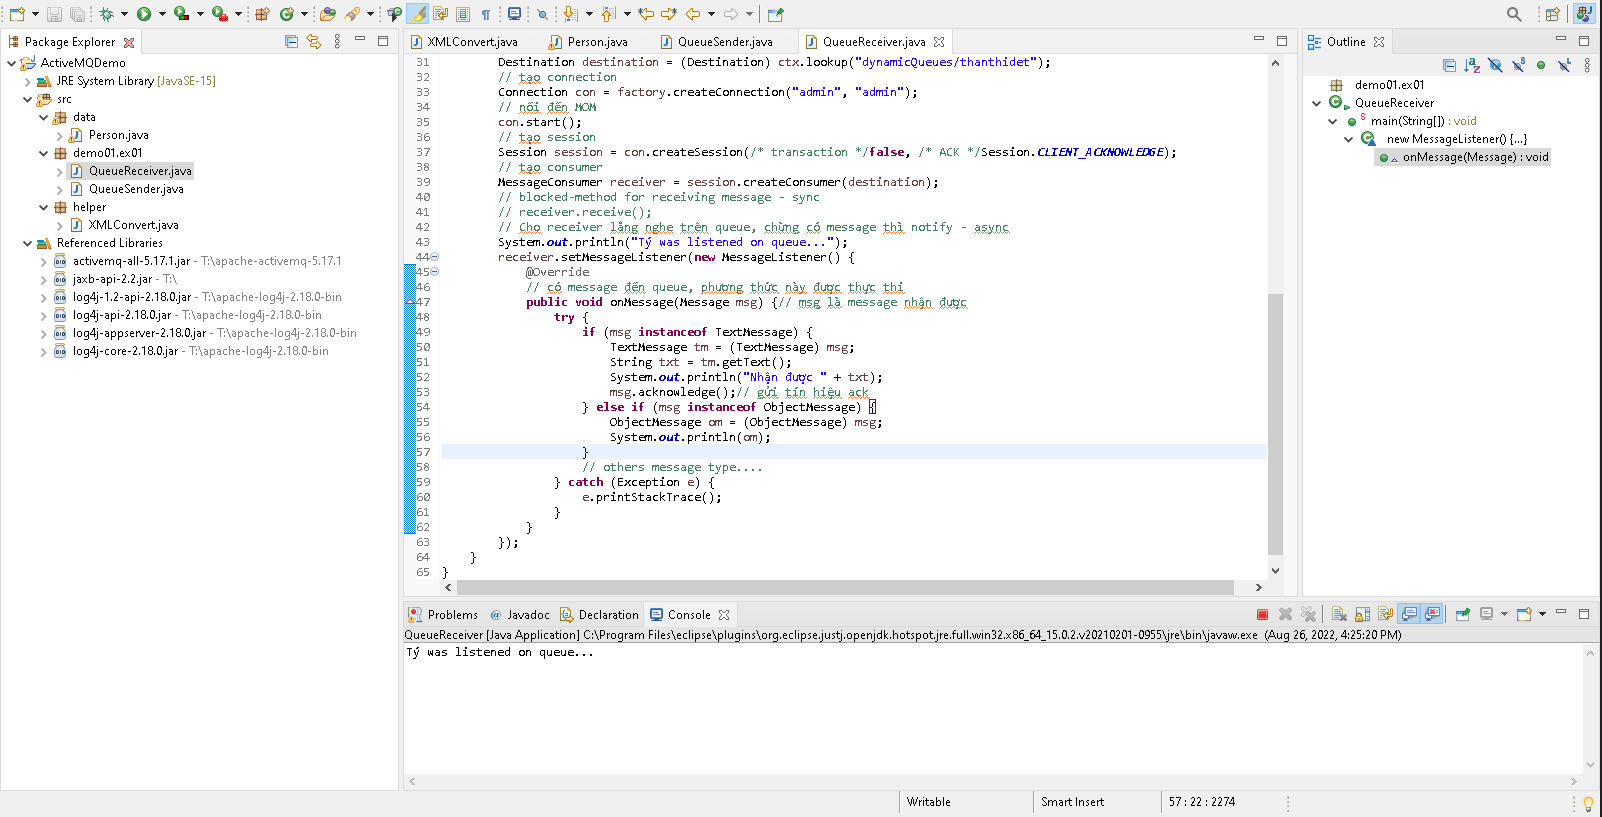 Package Explorer
ActiveMQDemo
JRE System Library [JavaSE-15]
src
data
Person.java
demo01.ex01
QueueReceiver.java
QueueSender.java
helper
XMLConvert.java
Referenced Libraries
activemq-all-5.17.1.jar - T:\apache-activemq-5.17.1
jaxb-api-2.2.jar - T:\
log4j-1.2-api-2.18.0.jar - T:\apache-log4j-2.18.0-bin
log4j-api-2.18.0.jar - T:\apache-log4j-2.18.0-bin
log4j-appserver-2.18.0.jar - T:\apache-log4j-2.18.0-bin
log4j-core-2.18.0.jar - T:\apache-log4j-2.18.0-bin
XMLConvert.java Person.java QueueSender.java QueueReceiver.java
31 Destination destination = (Destination) ctx.lookup("dynamicQueues/thanthidet");
32 // tạo connection
33 Connection con = factory.createConnection("admin", "admin");
34 // nối đến MOM
35 con.start();
36 // tạo session
37 Session session = con.createSession(/* transaction */false, /* ACK */Session.CLIENT_ACKNOWLEDGE);
38 // tạo consumer
39 MessageConsumer receiver = session.createConsumer(destination);
40 // blocked-method for receiving message - sync
41 // receiver.receive();
42 // Cho receiver lắng nghe trên queue, chừng có message thì notify - async
43 System.out.println("Tý was listened on queue...");
44 receiver.setMessageListener(new MessageListener() {
45 @Override
46 // có message đến queue, phương thức này được thực thi
47 public void onMessage(Message msg) {// msg là message nhận được
48 try {
49 if (msg instanceof TextMessage) {
50 TextMessage tm = (TextMessage) msg;
51 String txt = tm.getText();
52 System.out.println("Nhận được " + txt);
53 msg.acknowledge();// gửi tín hiệu ack
54 } else if (msg instanceof ObjectMessage) {
55 ObjectMessage om = (ObjectMessage) msg;
56 System.out.println(om);
57 }
58 // others message type....
59 } catch (Exception e) {
60 e.printStackTrace();
61 }
62 }
63 });
64 }
65 }
Outline
demo01.ex01
QueueReceiver
main(String[]) : void
new MessageListener() {...}
onMessage(Message) : void
Problems @ Javadoc Declaration Console
QueueReceiver [Java Application] C:\Program Files\eclipse\plugins\org.eclipse.justj.openjdk.hotspot.jre.full.win32.x86_64_15.0.2.v20210201-0955\jre\bin\javaw.exe (Aug 26, 2022, 4:25:20 PM)
Tý was listened on queue...
Writable Smart Insert 57 : 22 : 2274